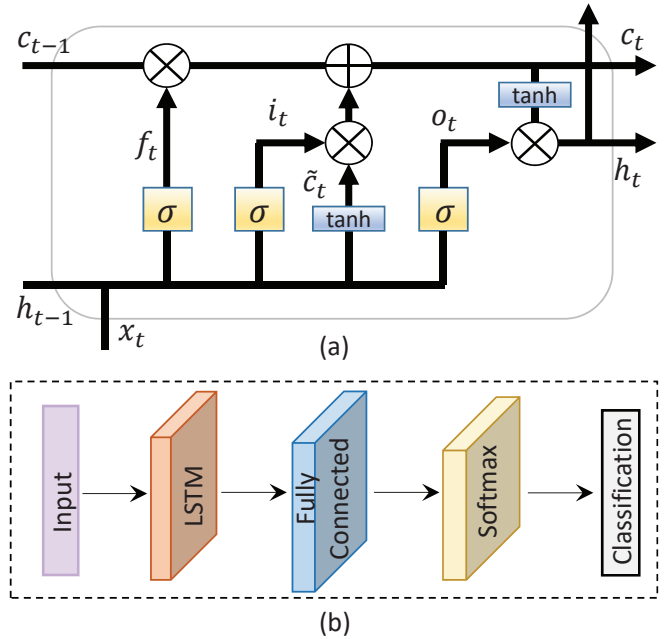 c_{t−1} c_t
tanh
i_t o_t
f_t
c̃_t h_t
σ σ tanh σ
h_{t−1}
x_t
(a)
Input
LSTM
Fully
Connected
Softmax
Classification
(b)